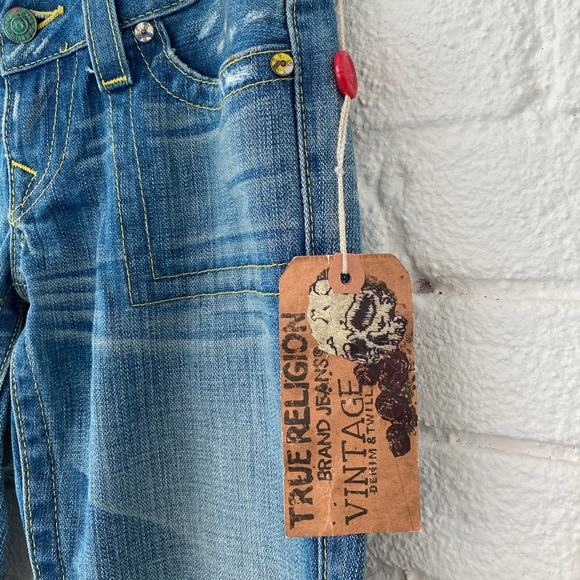 TRUE RELIGION
BRAND JEANS
VINTAGE
DENIM & TWILL